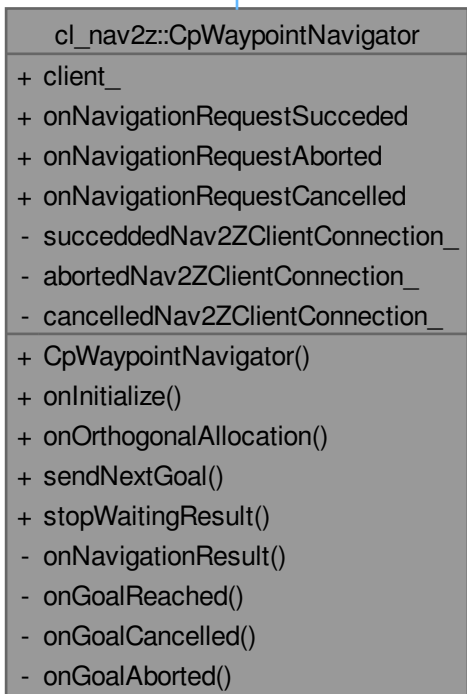 cl_nav2z::CpWaypointNavigator
+ client_
+ onNavigationRequestSucceded
+ onNavigationRequestAborted
+ onNavigationRequestCancelled
- succeddedNav2ZClientConnection_
- abortedNav2ZClientConnection_
- cancelledNav2ZClientConnection_
+ CpWaypointNavigator()
+ onInitialize()
+ onOrthogonalAllocation()
+ sendNextGoal()
+ stopWaitingResult()
- onNavigationResult()
- onGoalReached()
- onGoalCancelled()
- onGoalAborted()